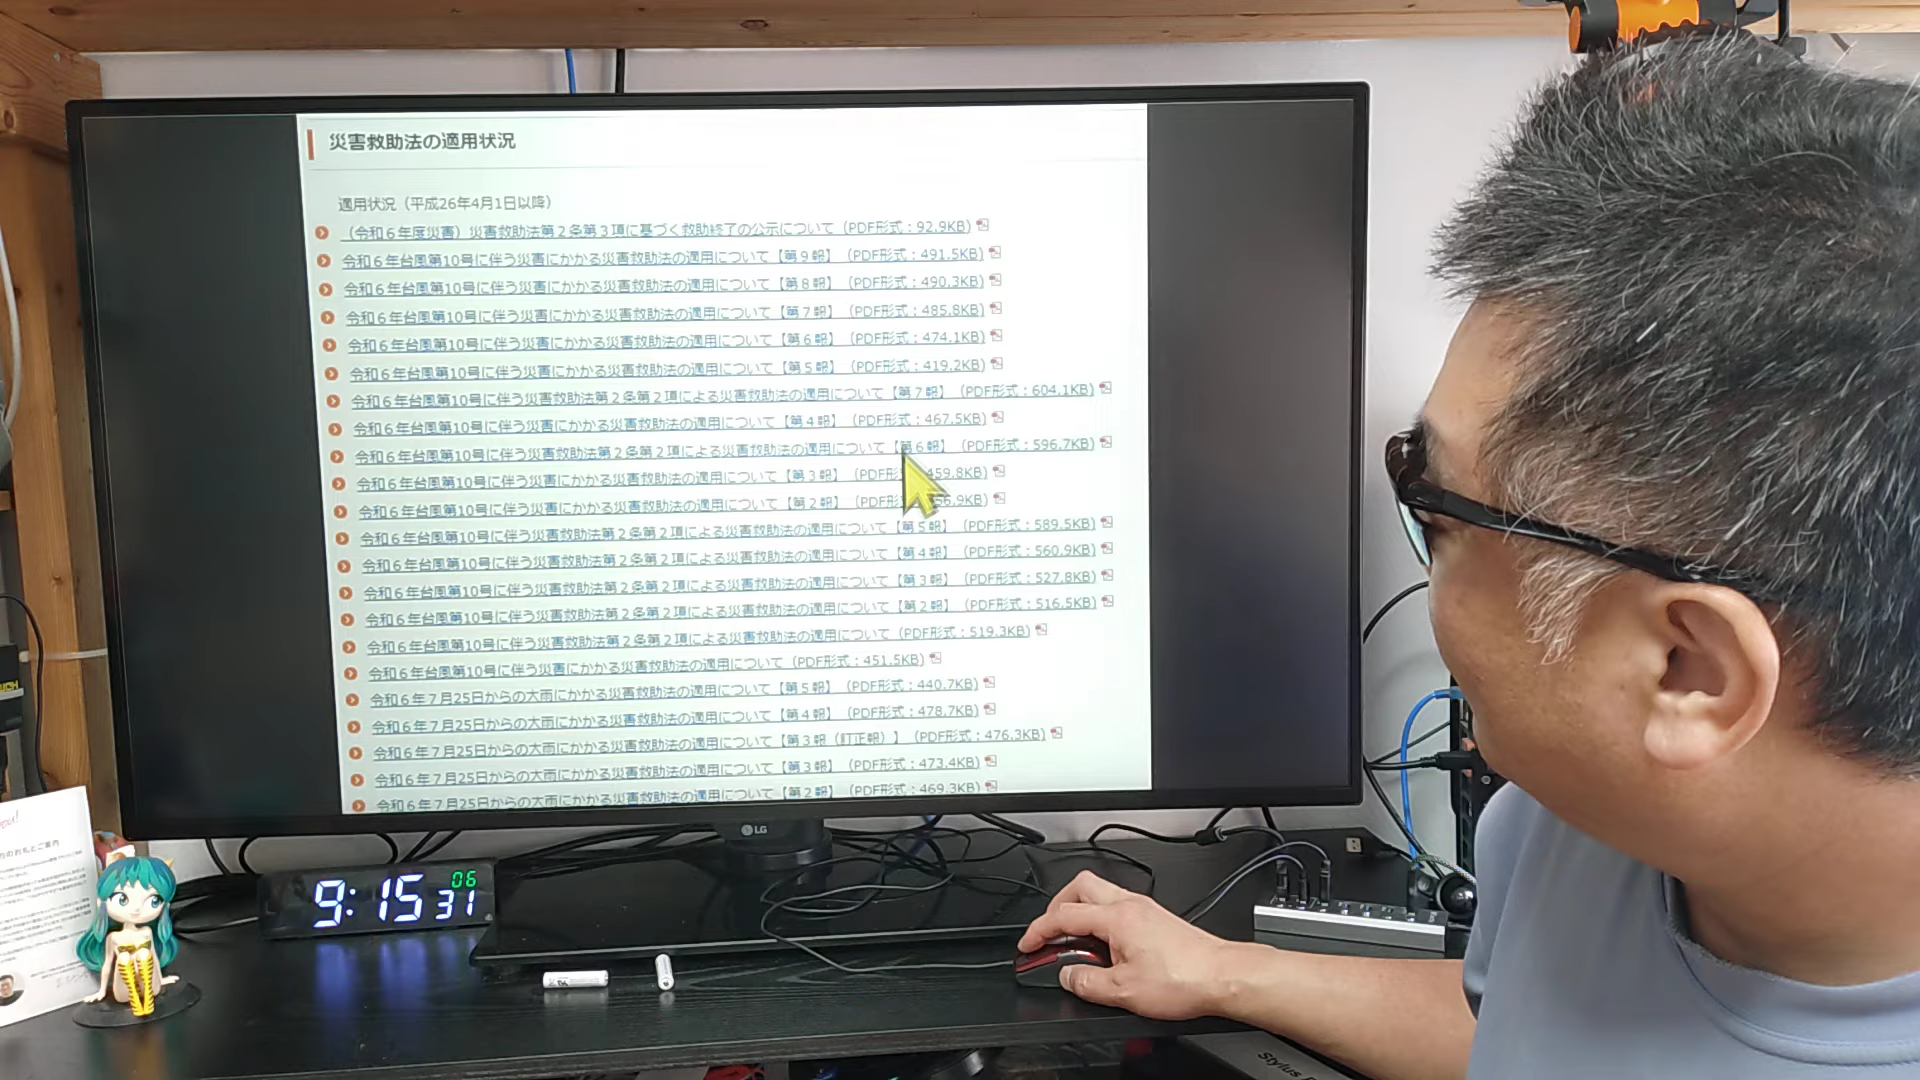 災害救助法の適用状況
適用状況（平成26年4月1日以降）
（令和６年度災害）災害救助法第２条第３項に基づく救助終了の公示について（PDF形式：92.9KB）
令和６年台風第10号に伴う災害にかかる災害救助法の適用について【第９報】（PDF形式：491.5KB）
令和６年台風第10号に伴う災害にかかる災害救助法の適用について【第８報】（PDF形式：490.3KB）
令和６年台風第10号に伴う災害にかかる災害救助法の適用について【第７報】（PDF形式：485.8KB）
令和６年台風第10号に伴う災害にかかる災害救助法の適用について【第６報】（PDF形式：474.1KB）
令和６年台風第10号に伴う災害にかかる災害救助法の適用について【第５報】（PDF形式：419.2KB）
令和６年台風第10号に伴う災害救助法第２条第２項による災害救助法の適用について【第７報】（PDF形式：604.1KB）
令和６年台風第10号に伴う災害にかかる災害救助法の適用について【第４報】（PDF形式：467.5KB）
令和６年台風第10号に伴う災害救助法第２条第２項による災害救助法の適用について【第６報】（PDF形式：596.7KB）
令和６年台風第10号に伴う災害にかかる災害救助法の適用について【第３報】（PDF形 459.8KB）
令和６年台風第10号に伴う災害にかかる災害救助法の適用について【第２報】（PDF形 56.9KB）
令和６年台風第10号に伴う災害救助法第２条第２項による災害救助法の適用について【第５報】（PDF形式：589.5KB）
令和６年台風第10号に伴う災害救助法第２条第２項による災害救助法の適用について【第４報】（PDF形式：560.9KB）
令和６年台風第10号に伴う災害救助法第２条第２項による災害救助法の適用について【第３報】（PDF形式：527.8KB）
令和６年台風第10号に伴う災害救助法第２条第２項による災害救助法の適用について【第２報】（PDF形式：516.5KB）
令和６年台風第10号に伴う災害救助法第２条第２項による災害救助法の適用について（PDF形式：519.3KB）
令和６年台風第10号に伴う災害にかかる災害救助法の適用について（PDF形式：451.5KB）
令和６年７月25日からの大雨にかかる災害救助法の適用について【第５報】（PDF形式：440.7KB）
令和６年７月25日からの大雨にかかる災害救助法の適用について【第４報】（PDF形式：478.7KB）
令和６年７月25日からの大雨にかかる災害救助法の適用について【第３報（訂正報）】（PDF形式：476.3KB）
令和６年７月25日からの大雨にかかる災害救助法の適用について【第３報】（PDF形式：473.4KB）
令和６年７月25日からの大雨にかかる災害救助法の適用について【第２報】（PDF形式：469.3KB）
LG
のお礼とご案内
9:15 31 06
Stylus